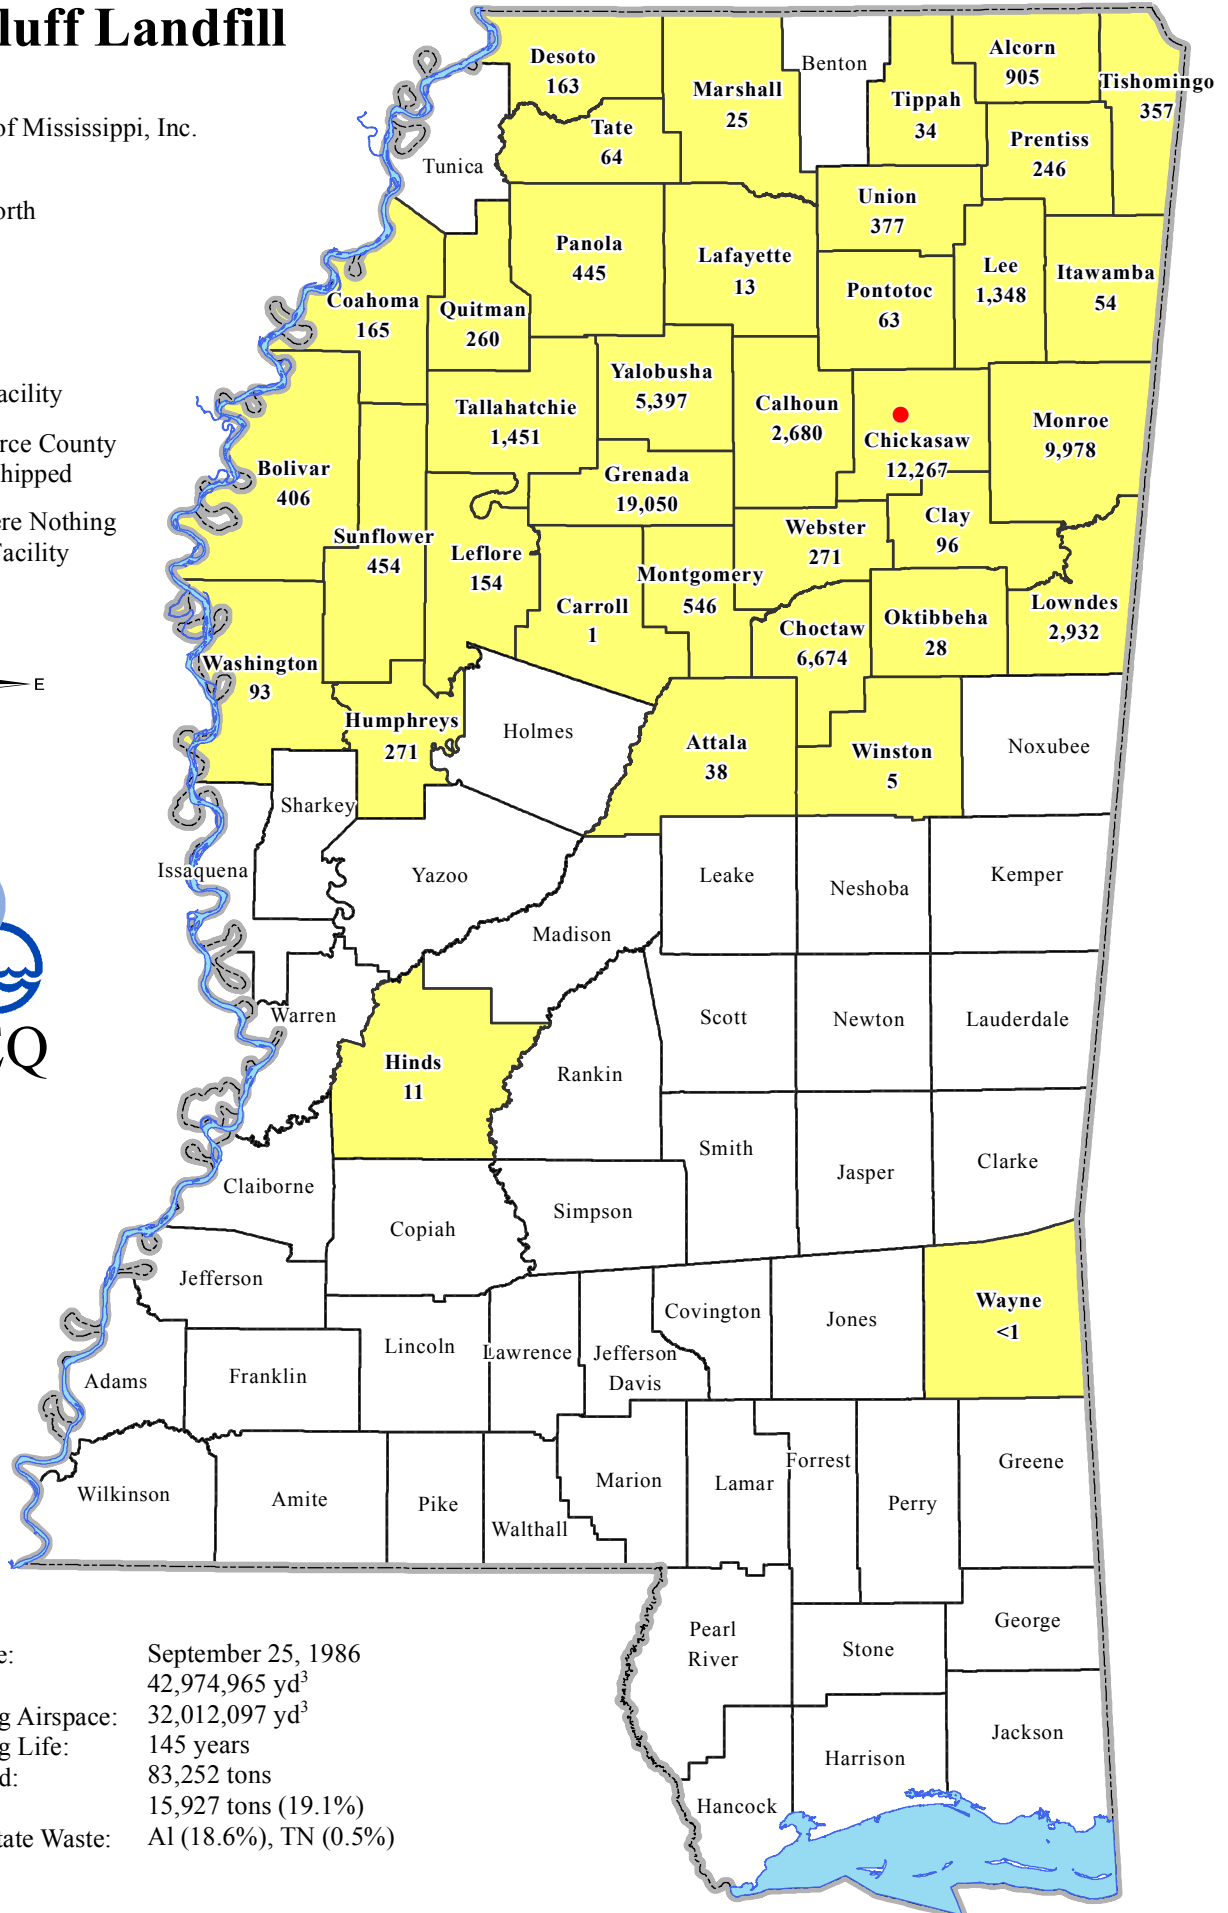 luff Landfill
of Mississippi, Inc.
orth
acility
rce County
hipped
ere Nothing
Facility
E
CQ
Desoto
163
Marshall
25
Benton
Alcorn
905
Tishomingo
357
Tippah
34
Tate
64
Prentiss
246
Tunica
Union
377
Panola
445
Lafayette
13
Lee
1,348
Itawamba
54
Pontotoc
63
Coahoma
165
Quitman
260
Yalobusha
5,397
Tallahatchie
1,451
Calhoun
2,680
Chickasaw
12,267
Monroe
9,978
Bolivar
406
Grenada
19,050
Sunflower
454
Leflore
154
Webster
271
Clay
96
Montgomery
546
Carroll
1
Choctaw
6,674
Oktibbeha
28
Lowndes
2,932
Washington
93
Humphreys
271
Holmes
Attala
38
Winston
5
Noxubee
Sharkey
Issaquena
Yazoo
Leake
Neshoba
Kemper
Madison
Warren
Scott
Newton
Lauderdale
Hinds
11
Rankin
Smith
Jasper
Clarke
Claiborne
Copiah
Simpson
Jefferson
Covington
Jones
Wayne
<1
Lincoln
Lawrence
Jefferson
Davis
Adams
Franklin
Wilkinson
Amite
Pike
Walthall
Marion
Lamar
Forrest
Perry
Greene
Pearl
River
Stone
George
Jackson
Harrison
Hancock
e: September 25, 1986
42,974,965 yd³
g Airspace: 32,012,097 yd³
g Life: 145 years
d: 83,252 tons
15,927 tons (19.1%)
tate Waste: Al (18.6%), TN (0.5%)